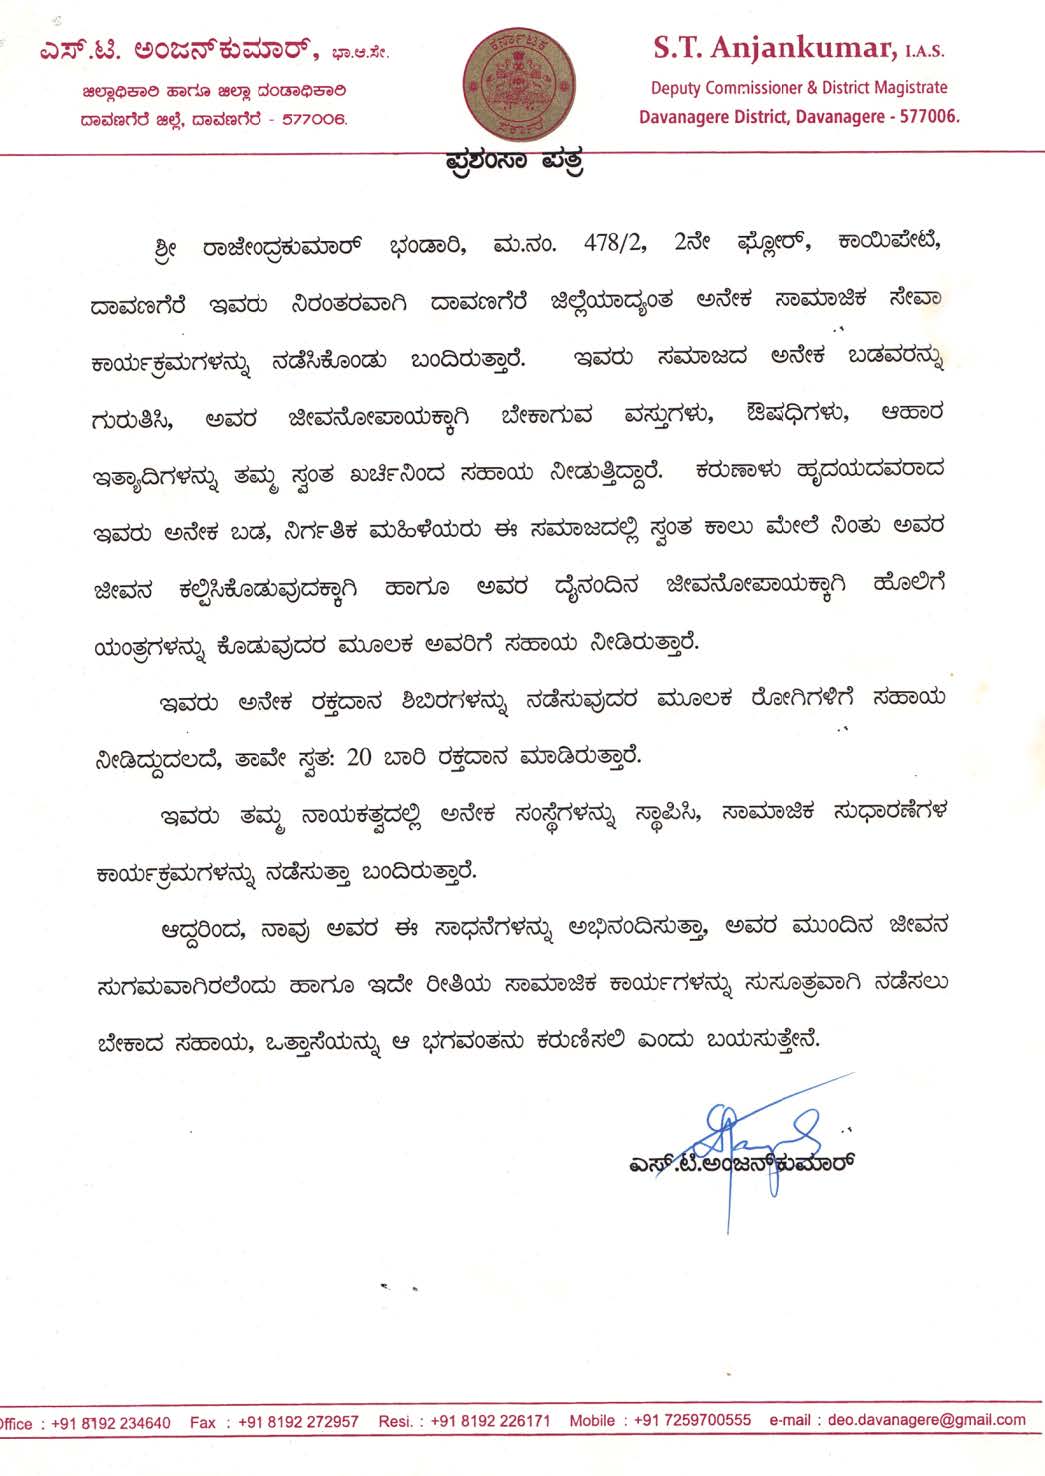 ಎಸ್.ಟಿ. ಅಂಜನ್‌ಕುಮಾರ್, ಭಾ.ಆ.ಸೇ.
ಜಿಲ್ಲಾಧಿಕಾರಿ ಹಾಗೂ ಜಿಲ್ಲಾ ದಂಡಾಧಿಕಾರಿ
ದಾವಣಗೆರೆ ಜಿಲ್ಲೆ, ದಾವಣಗೆರೆ - 577006.
ಕರ್ನಾಟಕ
ಸರ್ಕಾರ
S.T. Anjankumar, I.A.S.
Deputy Commissioner & District Magistrate
Davanagere District, Davanagere - 577006.
ಪ್ರಶಂಸಾ ಪತ್ರ
ಶ್ರೀ ರಾಜೇಂದ್ರಕುಮಾರ್ ಭಂಡಾರಿ, ಮ.ನಂ. 478/2, 2ನೇ ಫ್ಲೋರ್, ಕಾಯಿಪೇಟೆ,
ದಾವಣಗೆರೆ ಇವರು ನಿರಂತರವಾಗಿ ದಾವಣಗೆರೆ ಜಿಲ್ಲೆಯಾದ್ಯಂತ ಅನೇಕ ಸಾಮಾಜಿಕ ಸೇವಾ
ಕಾರ್ಯಕ್ರಮಗಳನ್ನು ನಡೆಸಿಕೊಂಡು ಬಂದಿರುತ್ತಾರೆ. ಇವರು ಸಮಾಜದ ಅನೇಕ ಬಡವರನ್ನು
ಗುರುತಿಸಿ, ಅವರ ಜೀವನೋಪಾಯಕ್ಕಾಗಿ ಬೇಕಾಗುವ ವಸ್ತುಗಳು, ಔಷಧಿಗಳು, ಆಹಾರ
ಇತ್ಯಾದಿಗಳನ್ನು ತಮ್ಮ ಸ್ವಂತ ಖರ್ಚಿನಿಂದ ಸಹಾಯ ನೀಡುತ್ತಿದ್ದಾರೆ. ಕರುಣಾಳು ಹೃದಯದವರಾದ
ಇವರು ಅನೇಕ ಬಡ, ನಿರ್ಗತಿಕ ಮಹಿಳೆಯರು ಈ ಸಮಾಜದಲ್ಲಿ ಸ್ವಂತ ಕಾಲು ಮೇಲೆ ನಿಂತು ಅವರ
ಜೀವನ ಕಲ್ಪಿಸಿಕೊಡುವುದಕ್ಕಾಗಿ ಹಾಗೂ ಅವರ ದೈನಂದಿನ ಜೀವನೋಪಾಯಕ್ಕಾಗಿ ಹೊಲಿಗೆ
ಯಂತ್ರಗಳನ್ನು ಕೊಡುವುದರ ಮೂಲಕ ಅವರಿಗೆ ಸಹಾಯ ನೀಡಿರುತ್ತಾರೆ.
ಇವರು ಅನೇಕ ರಕ್ತದಾನ ಶಿಬಿರಗಳನ್ನು ನಡೆಸುವುದರ ಮೂಲಕ ರೋಗಿಗಳಿಗೆ ಸಹಾಯ
ನೀಡಿದ್ದುದಲದೆ, ತಾವೇ ಸ್ವತ: 20 ಬಾರಿ ರಕ್ತದಾನ ಮಾಡಿರುತ್ತಾರೆ.
ಇವರು ತಮ್ಮ ನಾಯಕತ್ವದಲ್ಲಿ ಅನೇಕ ಸಂಸ್ಥೆಗಳನ್ನು ಸ್ಥಾಪಿಸಿ, ಸಾಮಾಜಿಕ ಸುಧಾರಣೆಗಳ
ಕಾರ್ಯಕ್ರಮಗಳನ್ನು ನಡೆಸುತ್ತಾ ಬಂದಿರುತ್ತಾರೆ.
ಆದ್ದರಿಂದ, ನಾವು ಅವರ ಈ ಸಾಧನೆಗಳನ್ನು ಅಭಿನಂದಿಸುತ್ತಾ, ಅವರ ಮುಂದಿನ ಜೀವನ
ಸುಗಮವಾಗಿರಲೆಂದು ಹಾಗೂ ಇದೇ ರೀತಿಯ ಸಾಮಾಜಿಕ ಕಾರ್ಯಗಳನ್ನು ಸುಸೂತ್ರವಾಗಿ ನಡೆಸಲು
ಬೇಕಾದ ಸಹಾಯ, ಒತ್ತಾಸೆಯನ್ನು ಆ ಭಗವಂತನು ಕರುಣಿಸಲಿ ಎಂದು ಬಯಸುತ್ತೇನೆ.
ಎಸ್.ಟಿ.ಅಂಜನ್‌ಕುಮಾರ್
Office : +91 8192 234640 Fax : +91 8192 272957 Resi. : +91 8192 226171 Mobile : +91 7259700555 e-mail : deo.davanagere@gmail.com